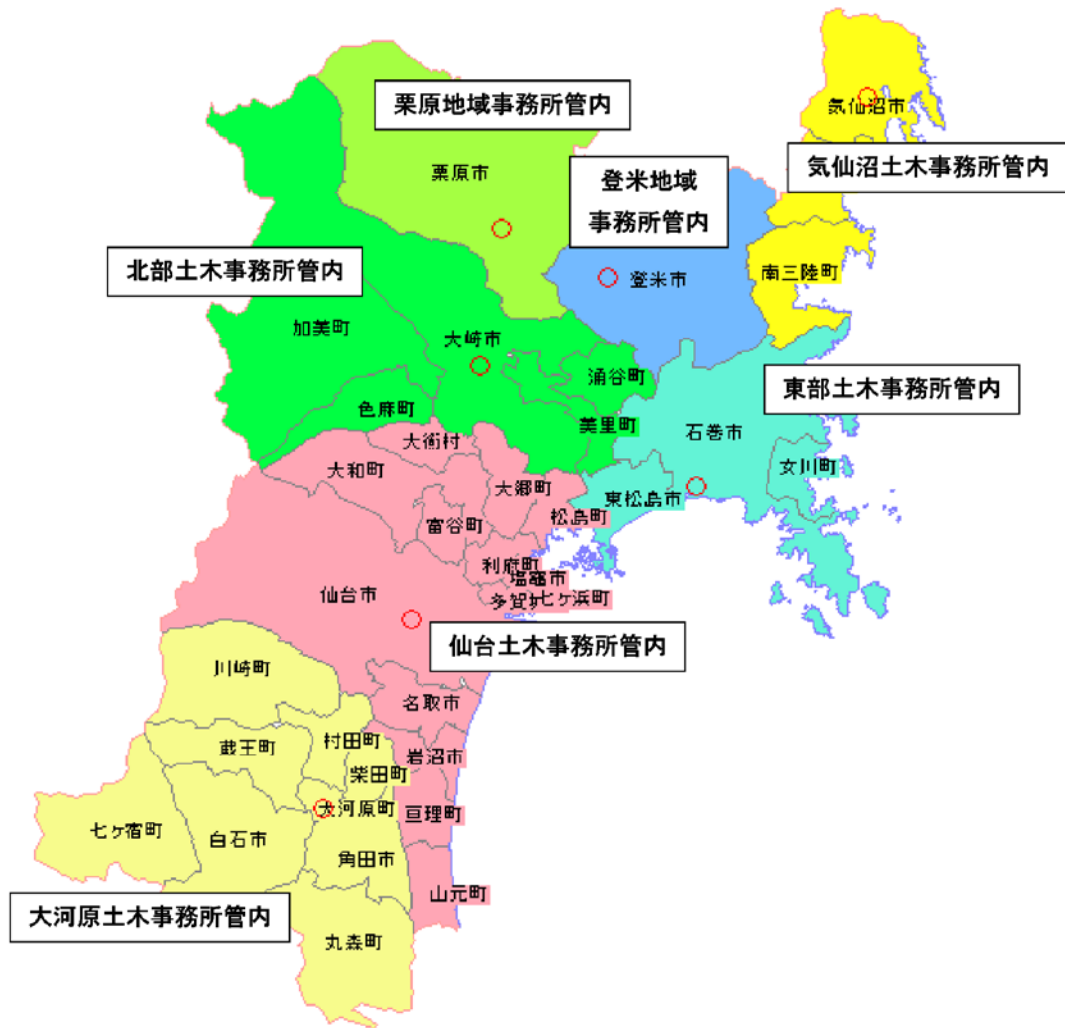 気仙沼市
栗原地域事務所管内
気仙沼土木事務所管内
栗原市
登米地域
事務所管内
北部土木事務所管内
南三陸町
登米市
加美町
大崎市
涌谷町
東部土木事務所管内
色麻町
美里町
石巻市
大衡村
大和町
大郷町
女川町
東松島市
松島町
富谷町
利府町
塩竈市
仙台市
多賀
七ヶ浜町
仙台土木事務所管内
川崎町
名取市
村田町
蔵王町
岩沼市
柴田町
大河原町
亘理町
七ヶ宿町
白石市
角田市
山元町
大河原土木事務所管内
丸森町